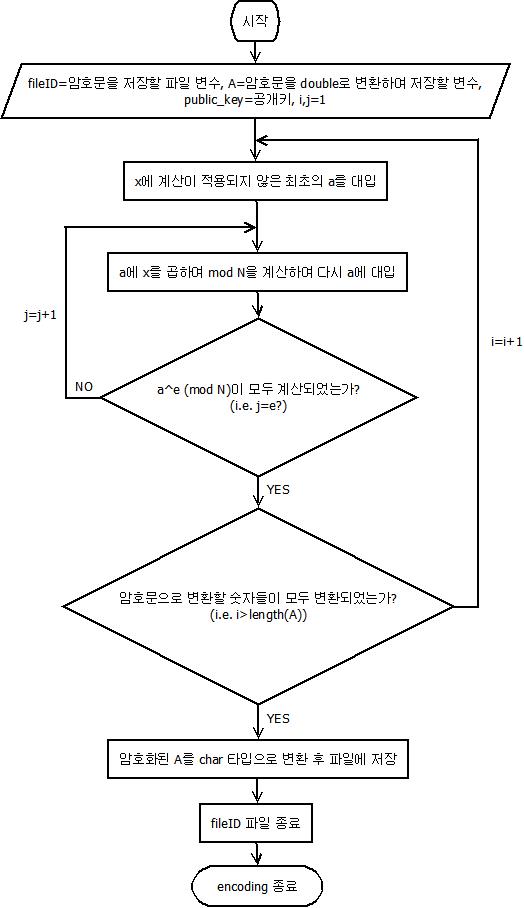 시작
fileID=암호문을 저장할 파일 변수, A=암호문을 double로 변환하여 저장할 변수,
public_key=공개키, i,j=1
x에 계산이 적용되지 않은 최초의 a를 대입
a에 x를 곱하여 mod N을 계산하여 다시 a에 대입
j=j+1
i=i+1
NO
a^e (mod N)이 모두 계산되었는가?
(i.e. j=e?)
YES
암호문으로 변환할 숫자들이 모두 변환되었는가?
(i.e. i>length(A))
YES
암호화된 A를 char 타입으로 변환 후 파일에 저장
fileID 파일 종료
encoding 종료